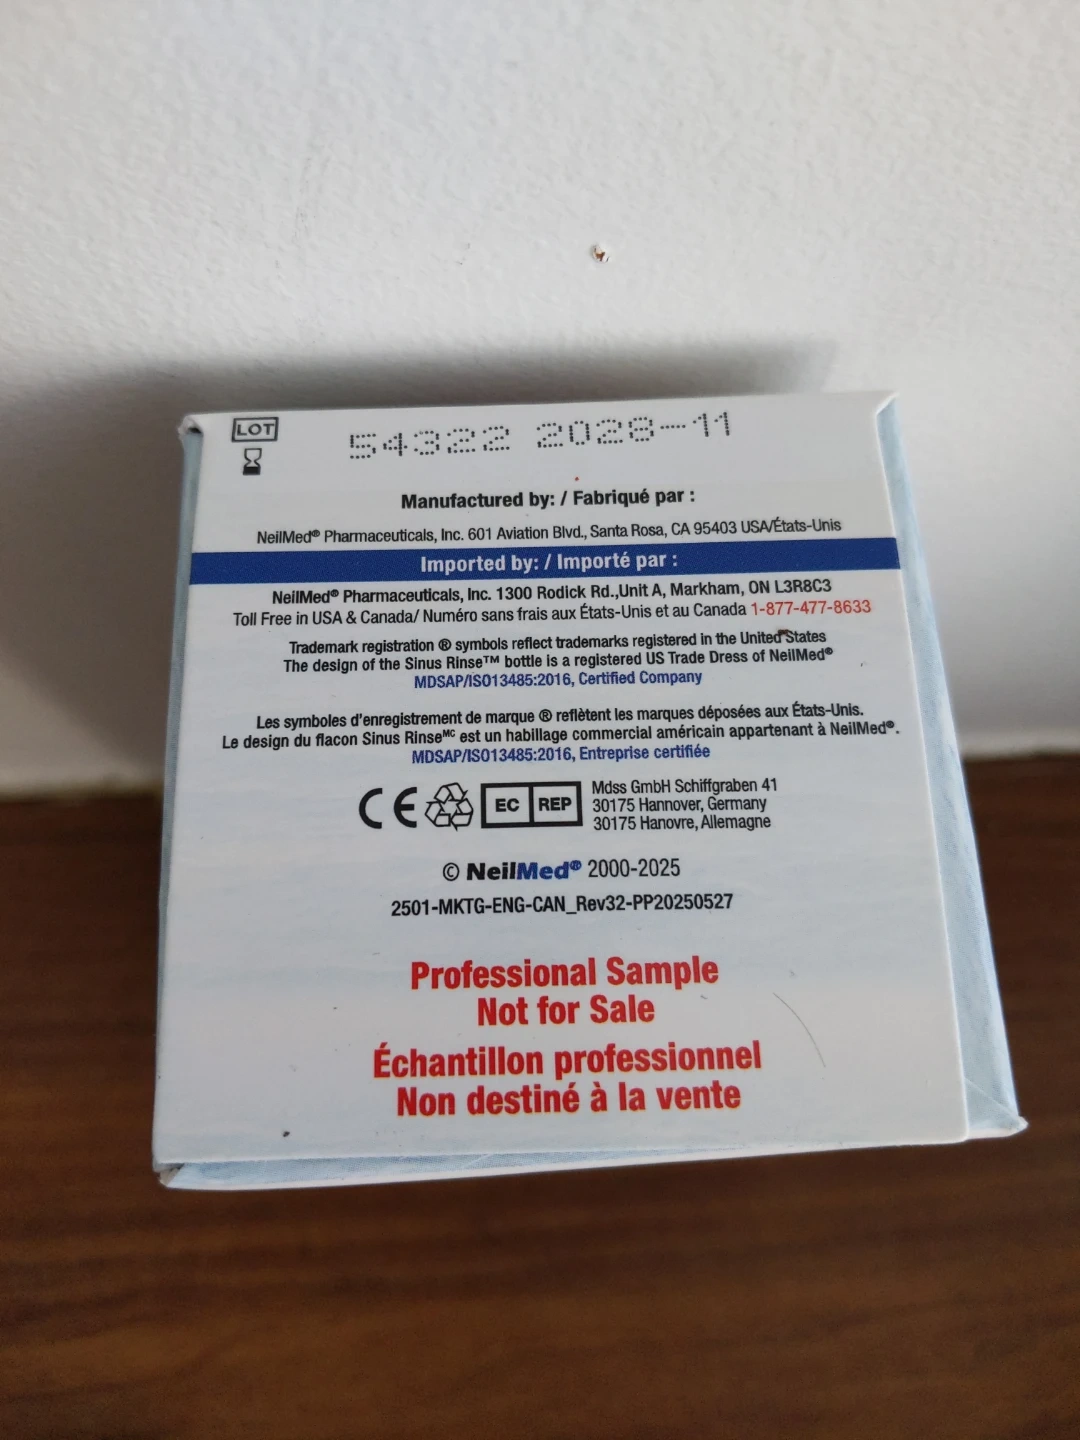 LOT
54322 2028-11
Manufactured by: / Fabriqué par :
NeilMed® Pharmaceuticals, Inc. 601 Aviation Blvd., Santa Rosa, CA 95403 USA/États-Unis
Imported by: / Importé par :
NeilMed® Pharmaceuticals, Inc. 1300 Rodick Rd.,Unit A, Markham, ON L3R8C3
Toll Free in USA & Canada/ Numéro sans frais aux États-Unis et au Canada 1-877-477-8633
Trademark registration ® symbols reflect trademarks registered in the United States
The design of the Sinus Rinse™ bottle is a registered US Trade Dress of NeilMed®
MDSAP/ISO13485:2016, Certified Company
Les symboles d'enregistrement de marque ® reflètent les marques déposées aux États-Unis.
Le design du flacon Sinus Rinseᴹᶜ est un habillage commercial américain appartenant à NeilMed®.
MDSAP/ISO13485:2016, Entreprise certifiée
CE EC REP
Mdss GmbH Schiffgraben 41
30175 Hannover, Germany
30175 Hanovre, Allemagne
© NeilMed® 2000-2025
2501-MKTG-ENG-CAN_Rev32-PP20250527
Professional Sample
Not for Sale
Échantillon professionnel
Non destiné à la vente